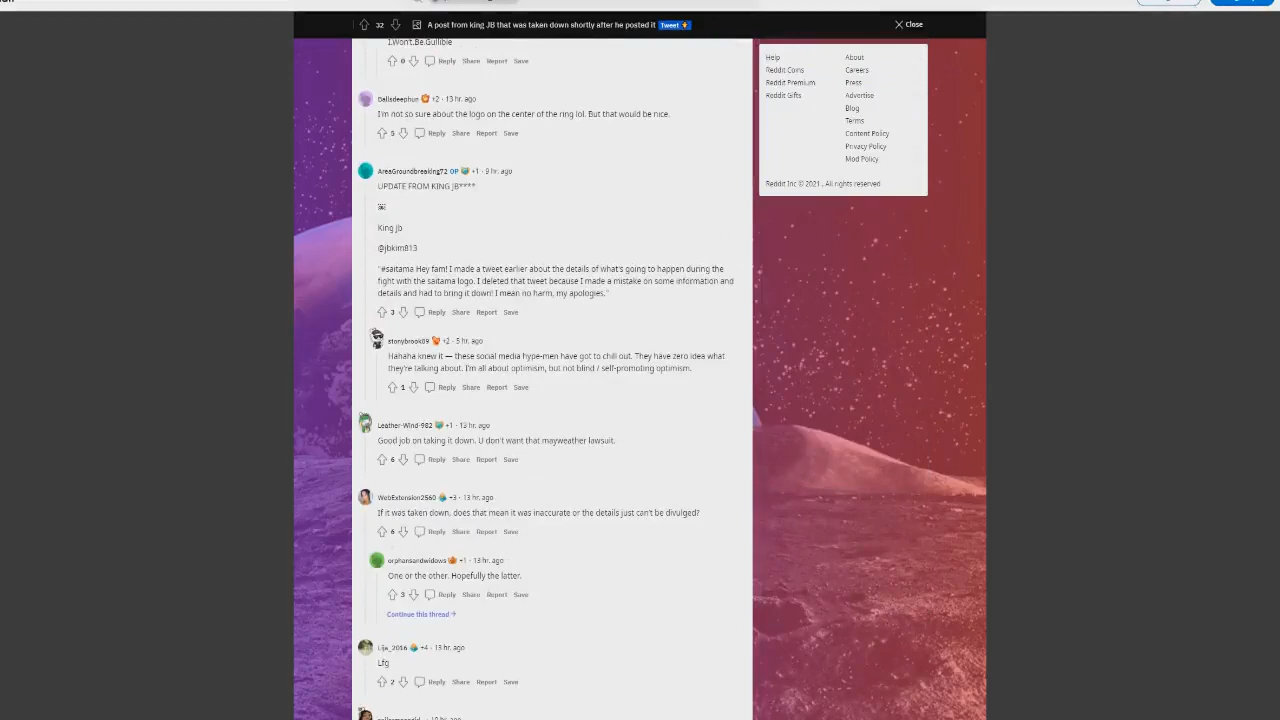 32 A post from king JB that was taken down shortly after he posted it Tweet Close
I.Won't.Be.Gullible
0 Reply Share Report Save
Ballsdeephun +2 · 13 hr. ago
I'm not so sure about the logo on the center of the ring lol. But that would be nice.
5 Reply Share Report Save
AreaGroundbreaking72 OP +1 · 9 hr. ago
UPDATE FROM KING JB****
King Jb
@jbkim813
"#saitama Hey fam! I made a tweet earlier about the details of what's going to happen during the
fight with the saitama logo. I deleted that tweet because I made a mistake on some information and
details and had to bring it down! I mean no harm, my apologies."
3 Reply Share Report Save
stonybrook89 +2 · 5 hr. ago
Hahaha knew it — these social media hype-men have got to chill out. They have zero idea what
they're talking about. I'm all about optimism, but not blind / self-promoting optimism.
1 Reply Share Report Save
Leather-Wind-982 +1 · 13 hr. ago
Good job on taking it down. U don't want that mayweather lawsuit.
6 Reply Share Report Save
WebExtension2560 +3 · 13 hr. ago
If it was taken down, does that mean it was inaccurate or the details just can't be divulged?
6 Reply Share Report Save
orphansandwidows +1 · 13 hr. ago
One or the other. Hopefully the latter.
3 Reply Share Report Save
Continue this thread
Lija_2016 +4 · 13 hr. ago
Lfg
2 Reply Share Report Save
Help About
Reddit Coins Careers
Reddit Premium Press
Reddit Gifts Advertise
Blog
Terms
Content Policy
Privacy Policy
Mod Policy
Reddit Inc © 2021 . All rights reserved